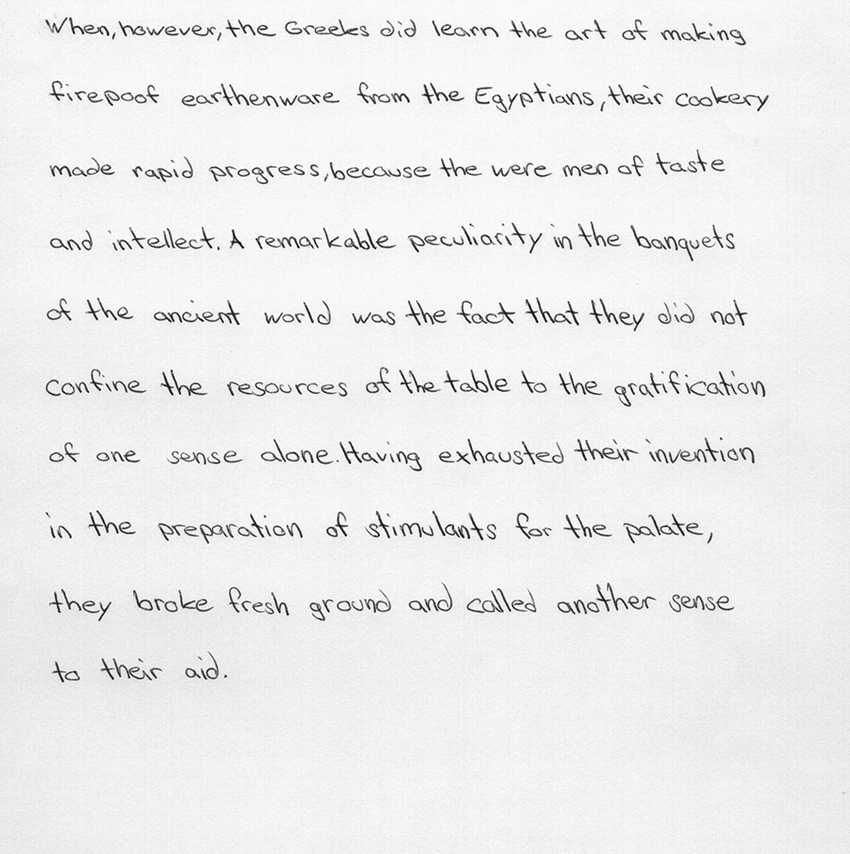 When, however, the Greeks did learn the art of making
firepoof earthenware from the Egyptians, their cookery
made rapid progress, because the were men of taste
and intellect. A remarkable peculiarity in the banquets
of the ancient world was the fact that they did not
confine the resources of the table to the gratification
of one sense alone. Having exhausted their invention
in the preparation of stimulants for the palate,
they broke fresh ground and called another sense
to their aid.